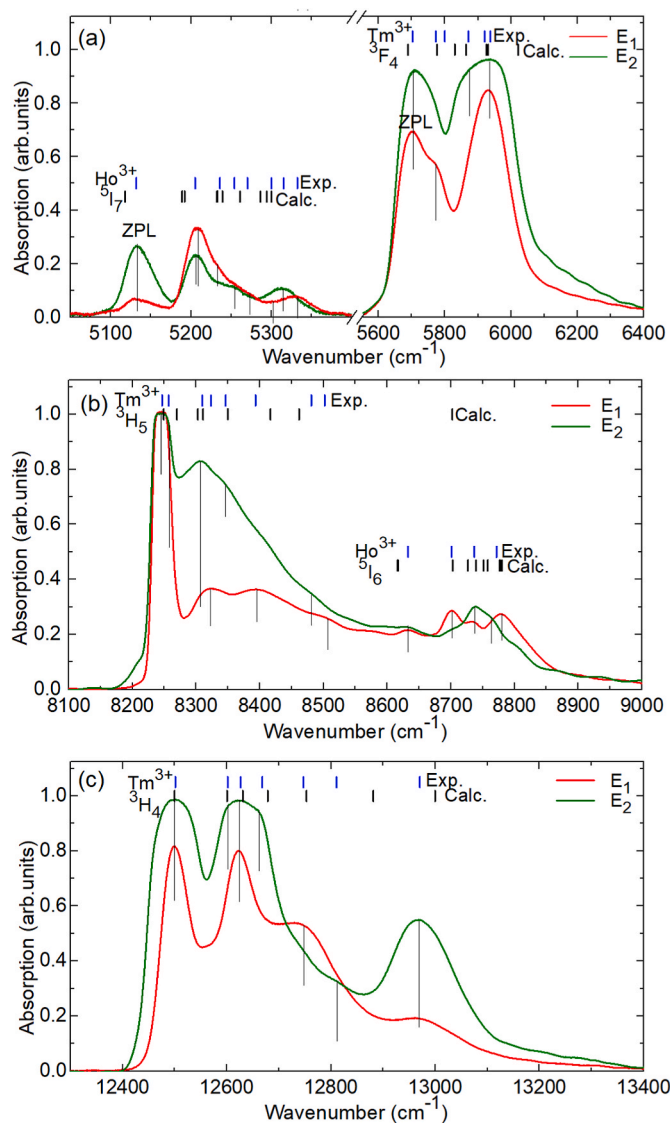 (a)
Tm³⁺ Exp. E₁
³F₄ Calc. E₂
ZPL
Ho³⁺ Exp.
⁵I₇ Calc.
ZPL
Absorption (arb.units)
1.0
0.8
0.6
0.4
0.2
0.0
5100 5200 5300 5600 5800 6000 6200 6400
Wavenumber (cm⁻¹)
(b)
Tm³⁺ Exp. E₁
³H₅ Calc. E₂
Ho³⁺ Exp.
⁵I₆ Calc.
Absorption (arb.units)
1.0
0.8
0.6
0.4
0.2
0.0
8100 8200 8300 8400 8500 8600 8700 8800 8900 9000
Wavenumber (cm⁻¹)
(c)
Tm³⁺ Exp. E₁
³H₄ Calc. E₂
Absorption (arb.units)
1.0
0.8
0.6
0.4
0.2
0.0
12400 12600 12800 13000 13200 13400
Wavenumber (cm⁻¹)